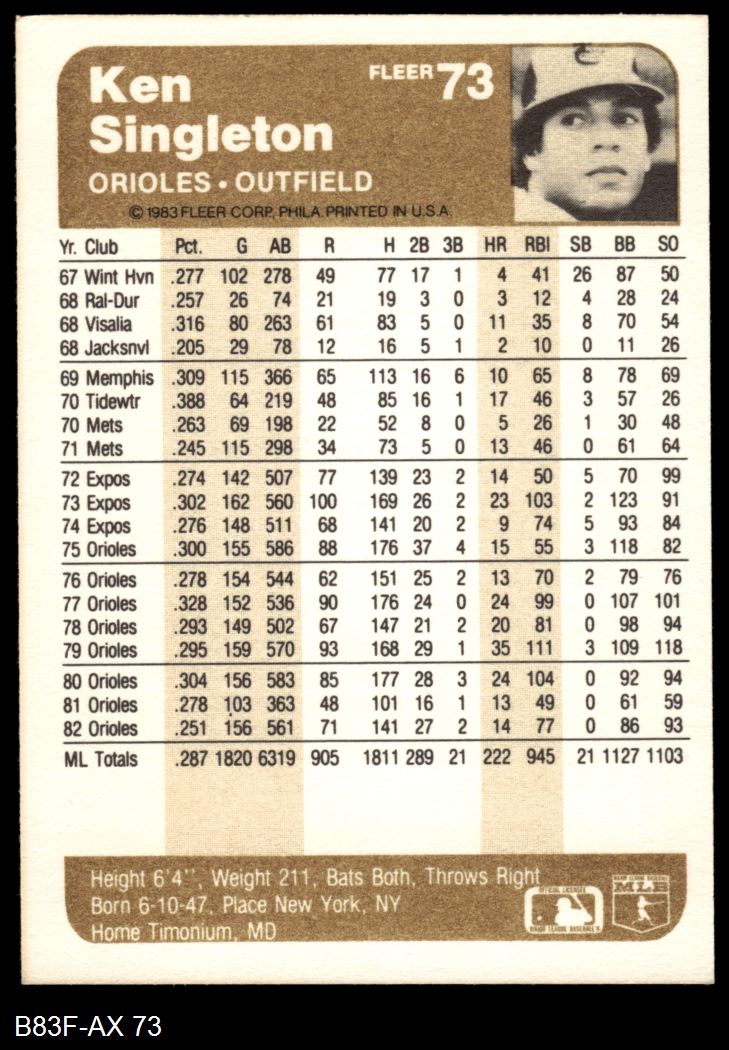 Ken
Singleton
FLEER 73
ORIOLES • OUTFIELD
© 1983 FLEER CORP., PHILA. PRINTED IN U.S.A.
Yr. Club Pct. G AB R H 2B 3B HR RBI SB BB SO
67 Wint Hvn .277 102 278 49 77 17 1 4 41 26 87 50
68 Ral-Dur .257 26 74 21 19 3 0 3 12 4 28 24
68 Visalia .316 80 263 61 83 5 0 11 35 8 70 54
68 Jacksnvl .205 29 78 12 16 5 1 2 10 0 11 26
69 Memphis .309 115 366 65 113 16 6 10 65 8 78 69
70 Tidewtr .388 64 219 48 85 16 1 17 46 3 57 26
70 Mets .263 69 198 22 52 8 0 5 26 1 30 48
71 Mets .245 115 298 34 73 5 0 13 46 0 61 64
72 Expos .274 142 507 77 139 23 2 14 50 5 70 99
73 Expos .302 162 560 100 169 26 2 23 103 2 123 91
74 Expos .276 148 511 68 141 20 2 9 74 5 93 84
75 Orioles .300 155 586 88 176 37 4 15 55 3 118 82
76 Orioles .278 154 544 62 151 25 2 13 70 2 79 76
77 Orioles .328 152 536 90 176 24 0 24 99 0 107 101
78 Orioles .293 149 502 67 147 21 2 20 81 0 98 94
79 Orioles .295 159 570 93 168 29 1 35 111 3 109 118
80 Orioles .304 156 583 85 177 28 3 24 104 0 92 94
81 Orioles .278 103 363 48 101 16 1 13 49 0 61 59
82 Orioles .251 156 561 71 141 27 2 14 77 0 86 93
ML Totals .287 1820 6319 905 1811 289 21 222 945 21 1127 1103
Height 6'4'', Weight 211, Bats Both, Throws Right
Born 6-10-47, Place New York, NY
Home Timonium, MD
OFFICIAL LICENSEE
MAJOR LEAGUE BASEBALL
MAJOR LEAGUE BASEBALL
MLB
B83F-AX 73